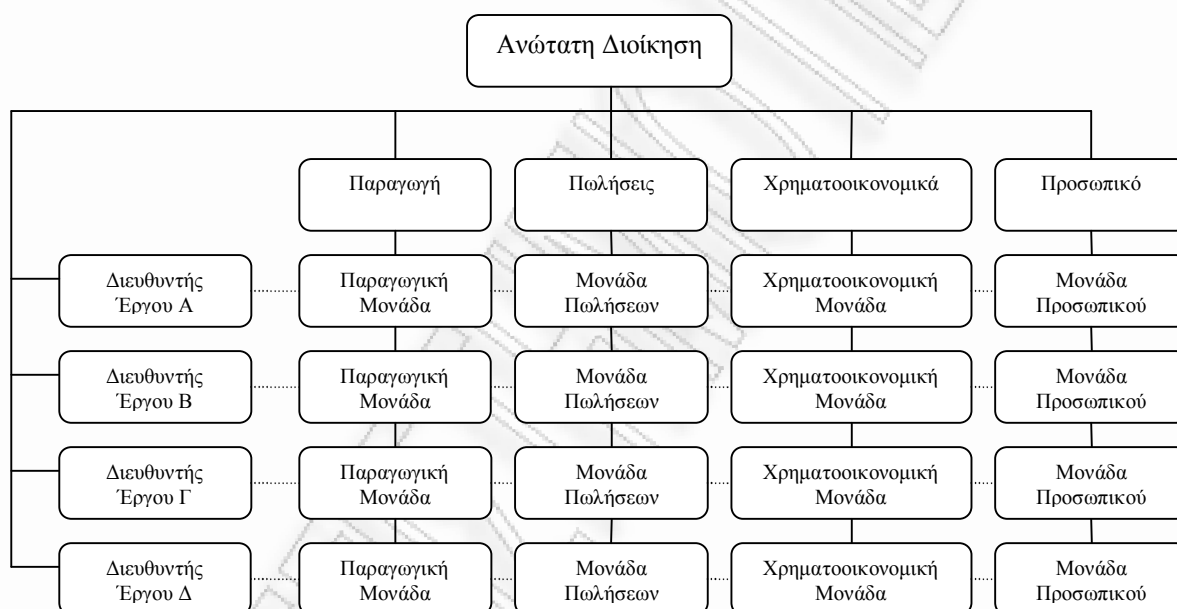 Ανώτατη Διοίκηση
Παραγωγή
Πωλήσεις
Χρηματοοικονομικά
Προσωπικό
Διευθυντής
Έργου Α
Παραγωγική
Μονάδα
Μονάδα
Πωλήσεων
Χρηματοοικονομική
Μονάδα
Μονάδα
Προσωπικού
Διευθυντής
Έργου Β
Παραγωγική
Μονάδα
Μονάδα
Πωλήσεων
Χρηματοοικονομική
Μονάδα
Μονάδα
Προσωπικού
Διευθυντής
Έργου Γ
Παραγωγική
Μονάδα
Μονάδα
Πωλήσεων
Χρηματοοικονομική
Μονάδα
Μονάδα
Προσωπικού
Διευθυντής
Έργου Δ
Παραγωγική
Μονάδα
Μονάδα
Πωλήσεων
Χρηματοοικονομική
Μονάδα
Μονάδα
Προσωπικού